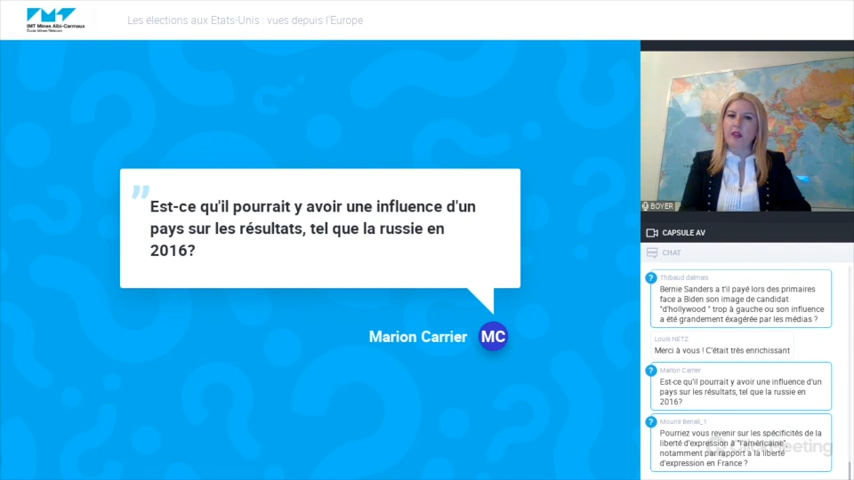 IMT Mines Albi-Carmaux
École Mines-Télécom
Les élections aux États-Unis : vues depuis l'Europe
Est-ce qu'il pourrait y avoir une influence d'un
pays sur les résultats, tel que la russie en
2016?
Marion Carrier
MC
BOYER
CAPSULE AV
CHAT
Thibaud dalmais
Bernie Sanders a t'il payé lors des primaires
face a Biden son image de candidat
"d'hollywood " trop à gauche ou son influence
a été grandement éxagérée par les médias ?
Louis NETZ
Merci à vous ! C'était très enrichissant
Marion Carrier
Est-ce qu'il pourrait y avoir une influence d'un
pays sur les résultats, tel que la russie en
2016?
Mounir Benali_1
Pourriez vous revenir sur les spécificités de la
liberté d'expression à "l'américaine"
notamment par rapport à la liberté
d'expression en France ?